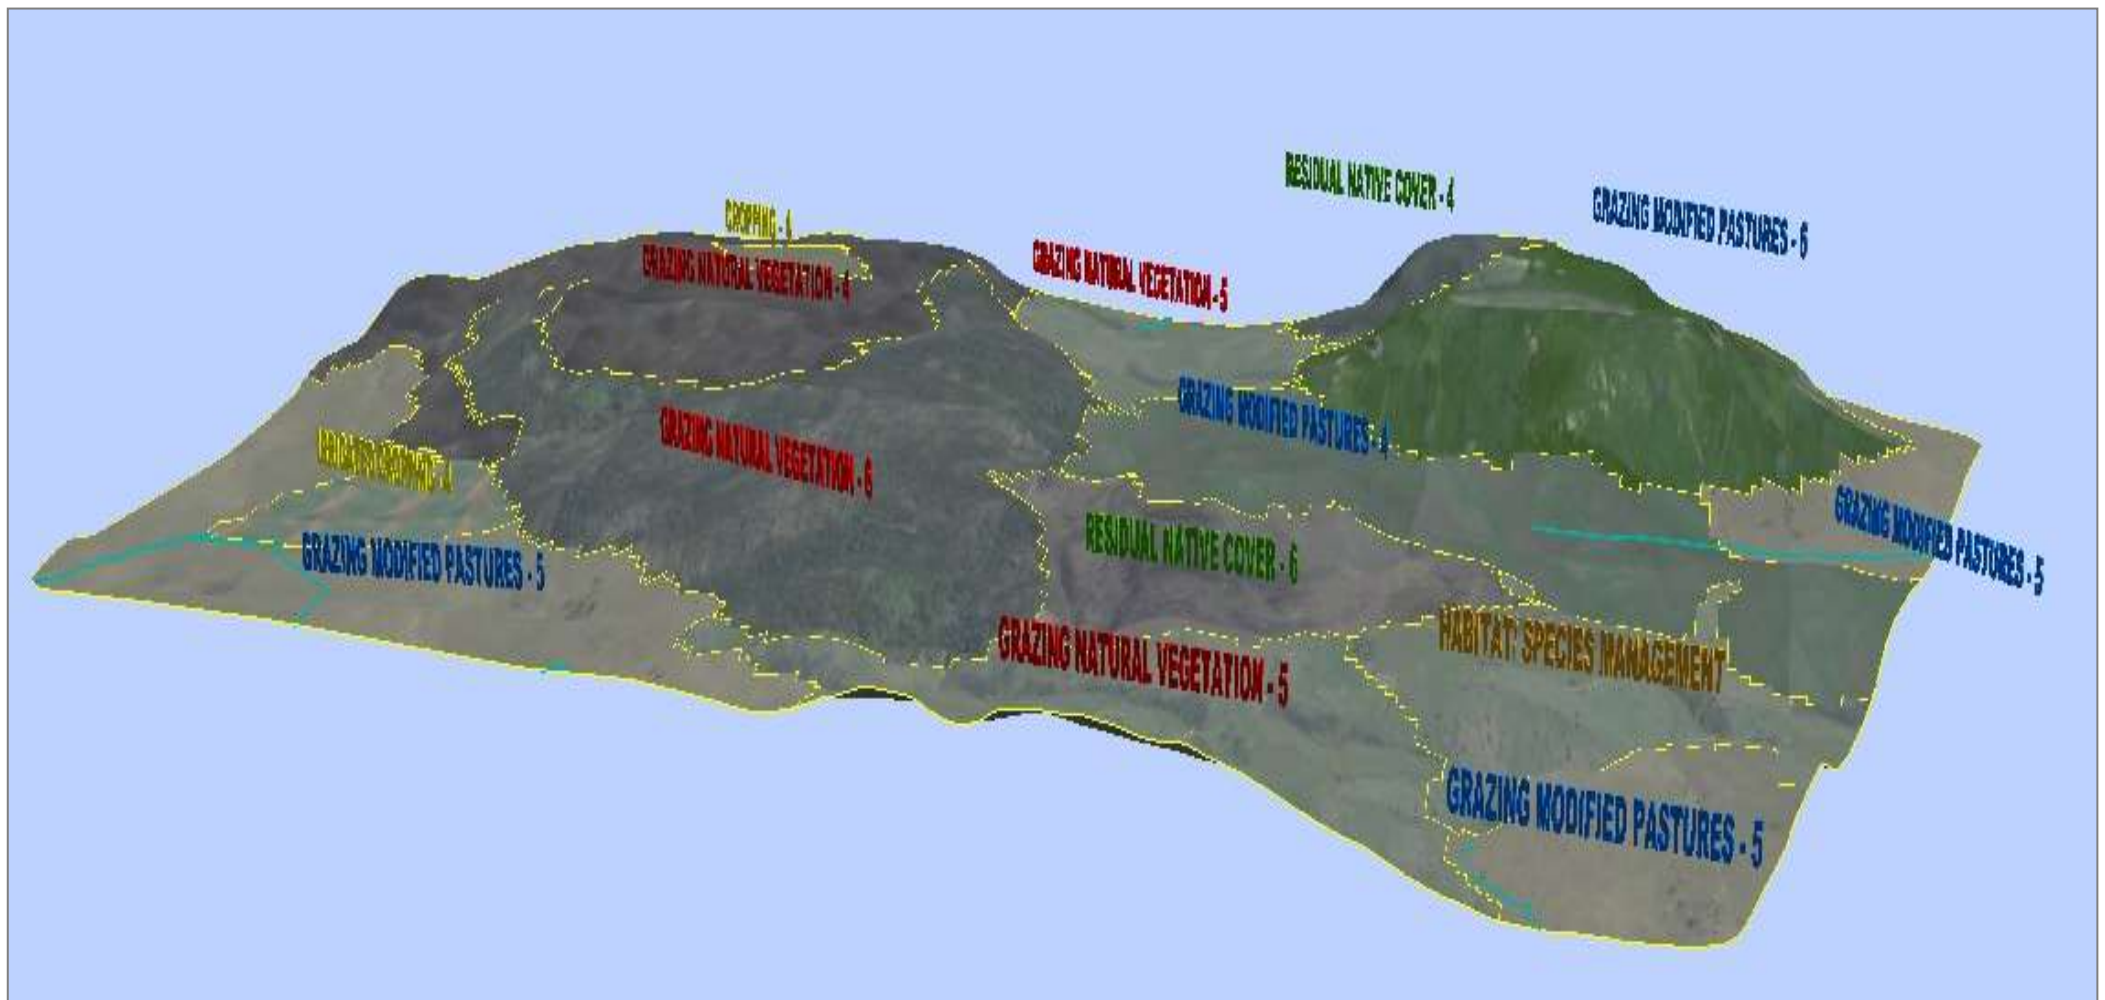 RESIDUAL NATIVE COVER - 4
GRAZING MODIFIED PASTURES - 6
CROPPING - 4
GRAZING NATURAL VEGETATION - 4
GRAZING NATURAL VEGETATION - 5
GRAZING MODIFIED PASTURES - 4
GRAZING NATURAL VEGETATION - 6
GRAZING MODIFIED PASTURES - 5
RESIDUAL NATIVE COVER - 6
GRAZING MODIFIED PASTURES - 5
HABITAT: SPECIES MANAGEMENT
GRAZING NATURAL VEGETATION - 5
GRAZING MODIFIED PASTURES - 5